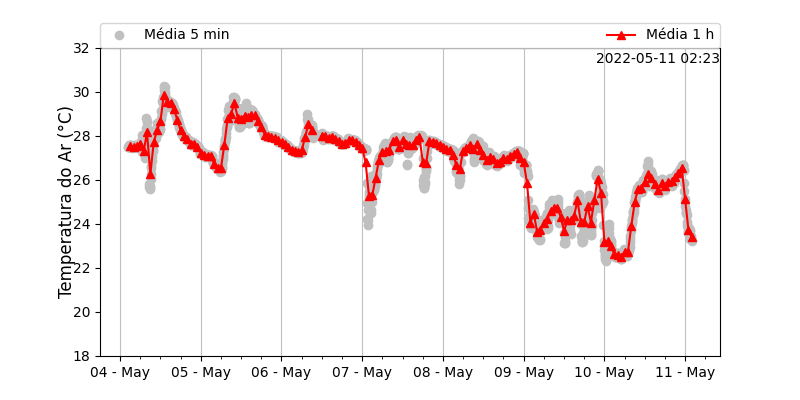 Média 5 min
Média 1 h
2022-05-11 02:23
Temperatura do Ar (°C)
32
30
28
26
24
22
20
18
04 - May
05 - May
06 - May
07 - May
08 - May
09 - May
10 - May
11 - May